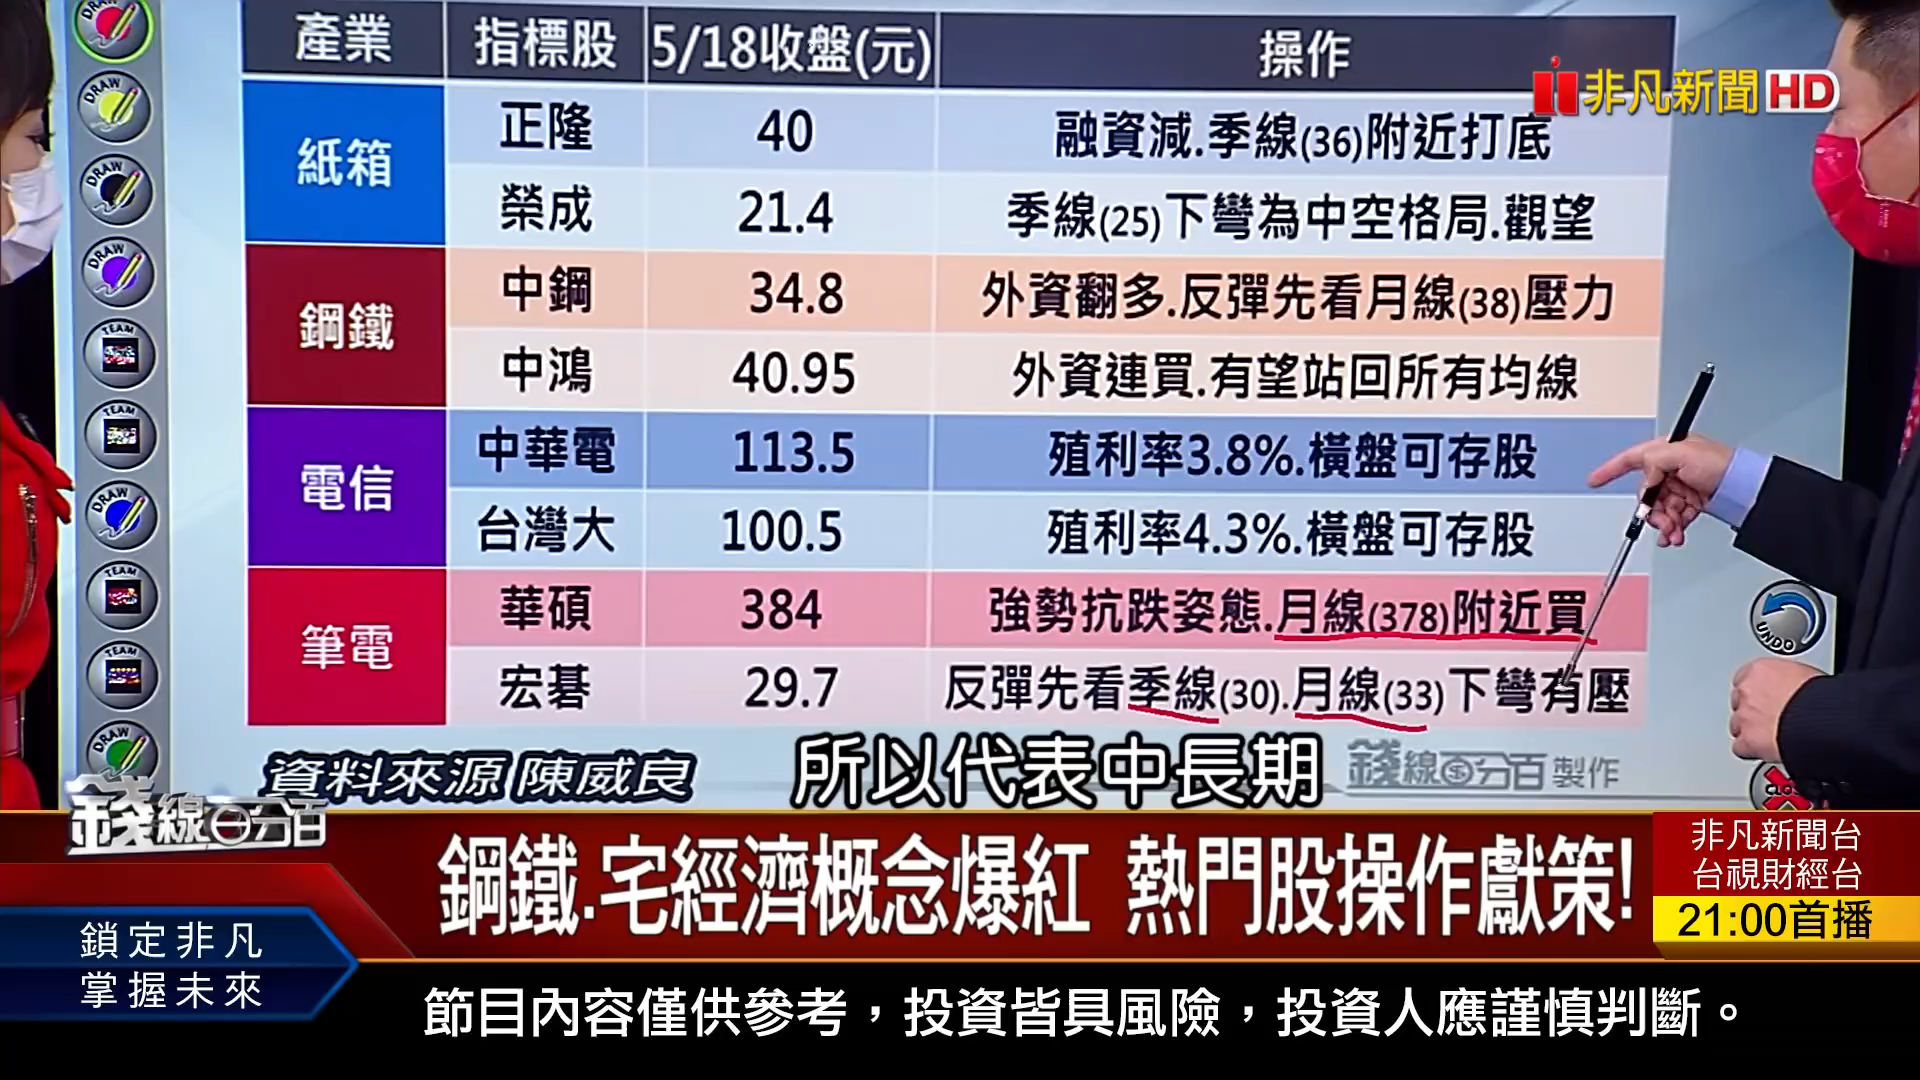 產業 指標股 5/18收盤(元) 操作
非凡新聞HD
紙箱 正隆 40 融資減.季線(36)附近打底
榮成 21.4 季線(25)下彎為中空格局.觀望
鋼鐵 中鋼 34.8 外資翻多.反彈先看月線(38)壓力
中鴻 40.95 外資連買.有望站回所有均線
電信 中華電 113.5 殖利率3.8%.橫盤可存股
台灣大 100.5 殖利率4.3%.橫盤可存股
筆電 華碩 384 強勢抗跌姿態.月線(378)附近買
宏碁 29.7 反彈先看季線(30).月線(33)下彎有壓
DRAW
DRAW
DRAW
DRAW
TEAM
TEAM
DRAW
TEAM
TEAM
DRAW
UNDO
資料來源 陳威良
所以代表中長期
錢線百分百製作
錢線百分百
鋼鐵.宅經濟概念爆紅 熱門股操作獻策!
非凡新聞台
台視財經台
21:00首播
鎖定非凡
掌握未來
節目內容僅供參考，投資皆具風險，投資人應謹慎判斷。